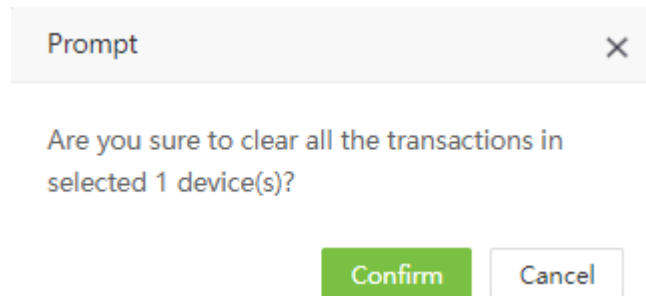 Prompt
Are you sure to clear all the transactions in
selected 1 device(s)?
Confirm Cancel